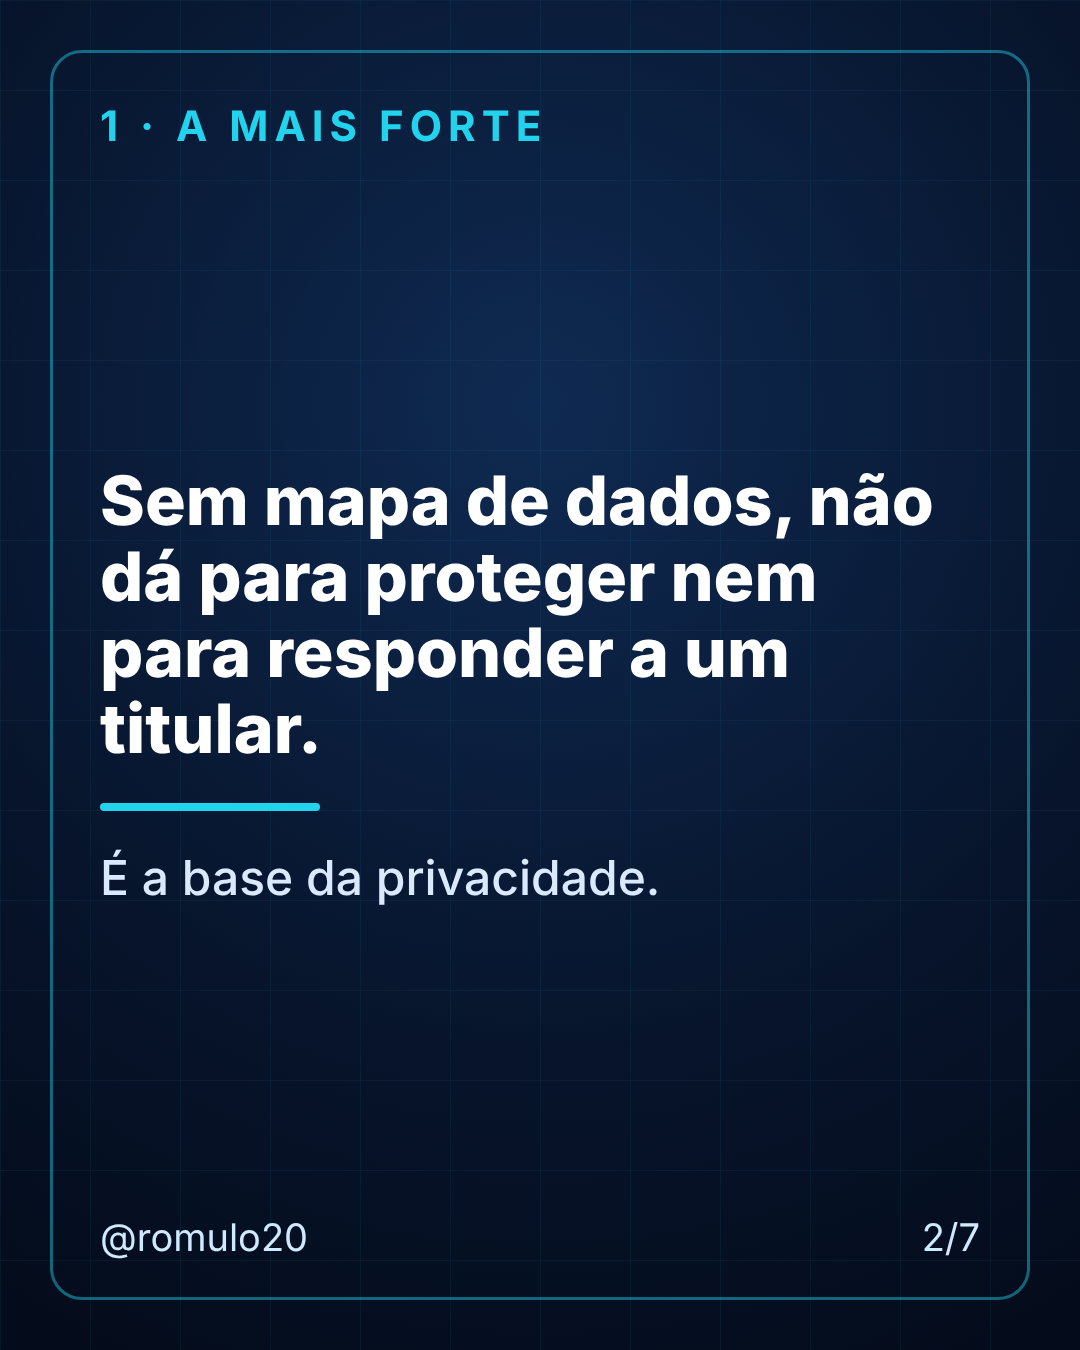 1 · A MAIS FORTE
Sem mapa de dados, não
dá para proteger nem
para responder a um
titular.
É a base da privacidade.
@romulo20
2/7